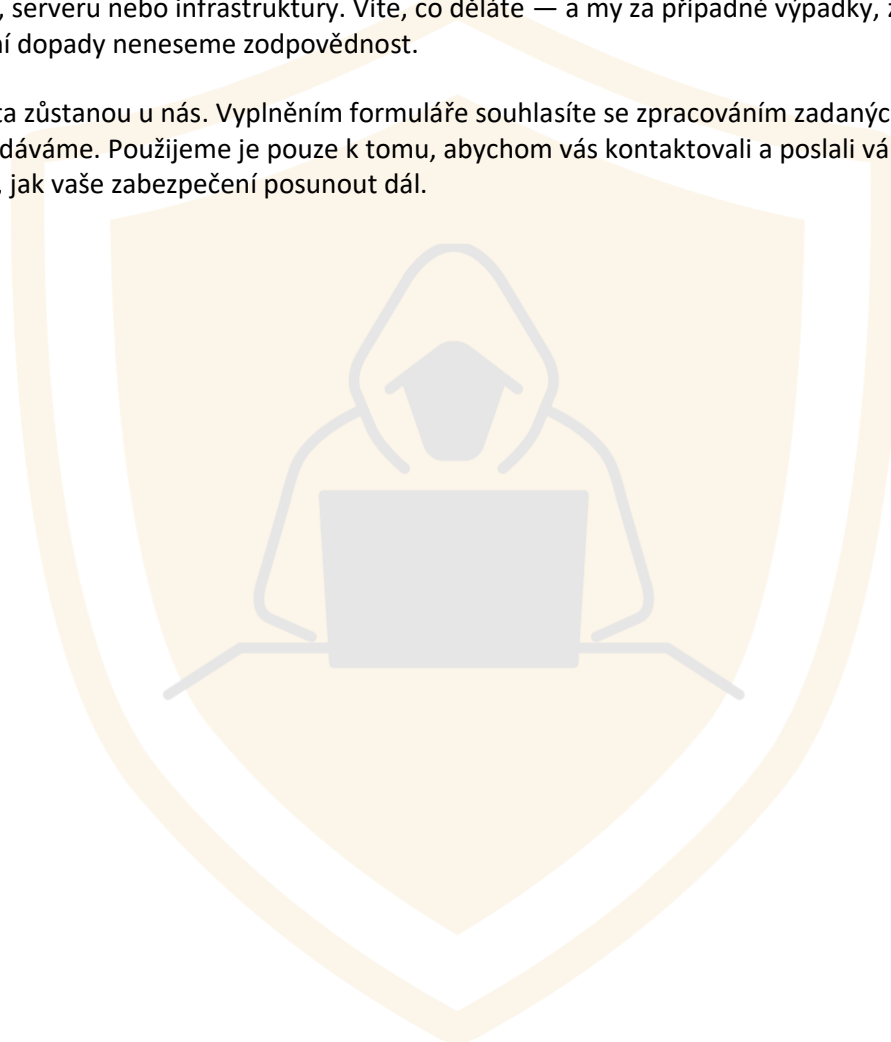 , serveru nebo infrastruktury. Víte, co děláte — a my za případné výpadky, z
ní dopady neneseme zodpovědnost.
ta zůstanou u nás. Vyplněním formuláře souhlasíte se zpracováním zadanýc
dáváme. Použijeme je pouze k tomu, abychom vás kontaktovali a poslali vá
, jak vaše zabezpečení posunout dál.